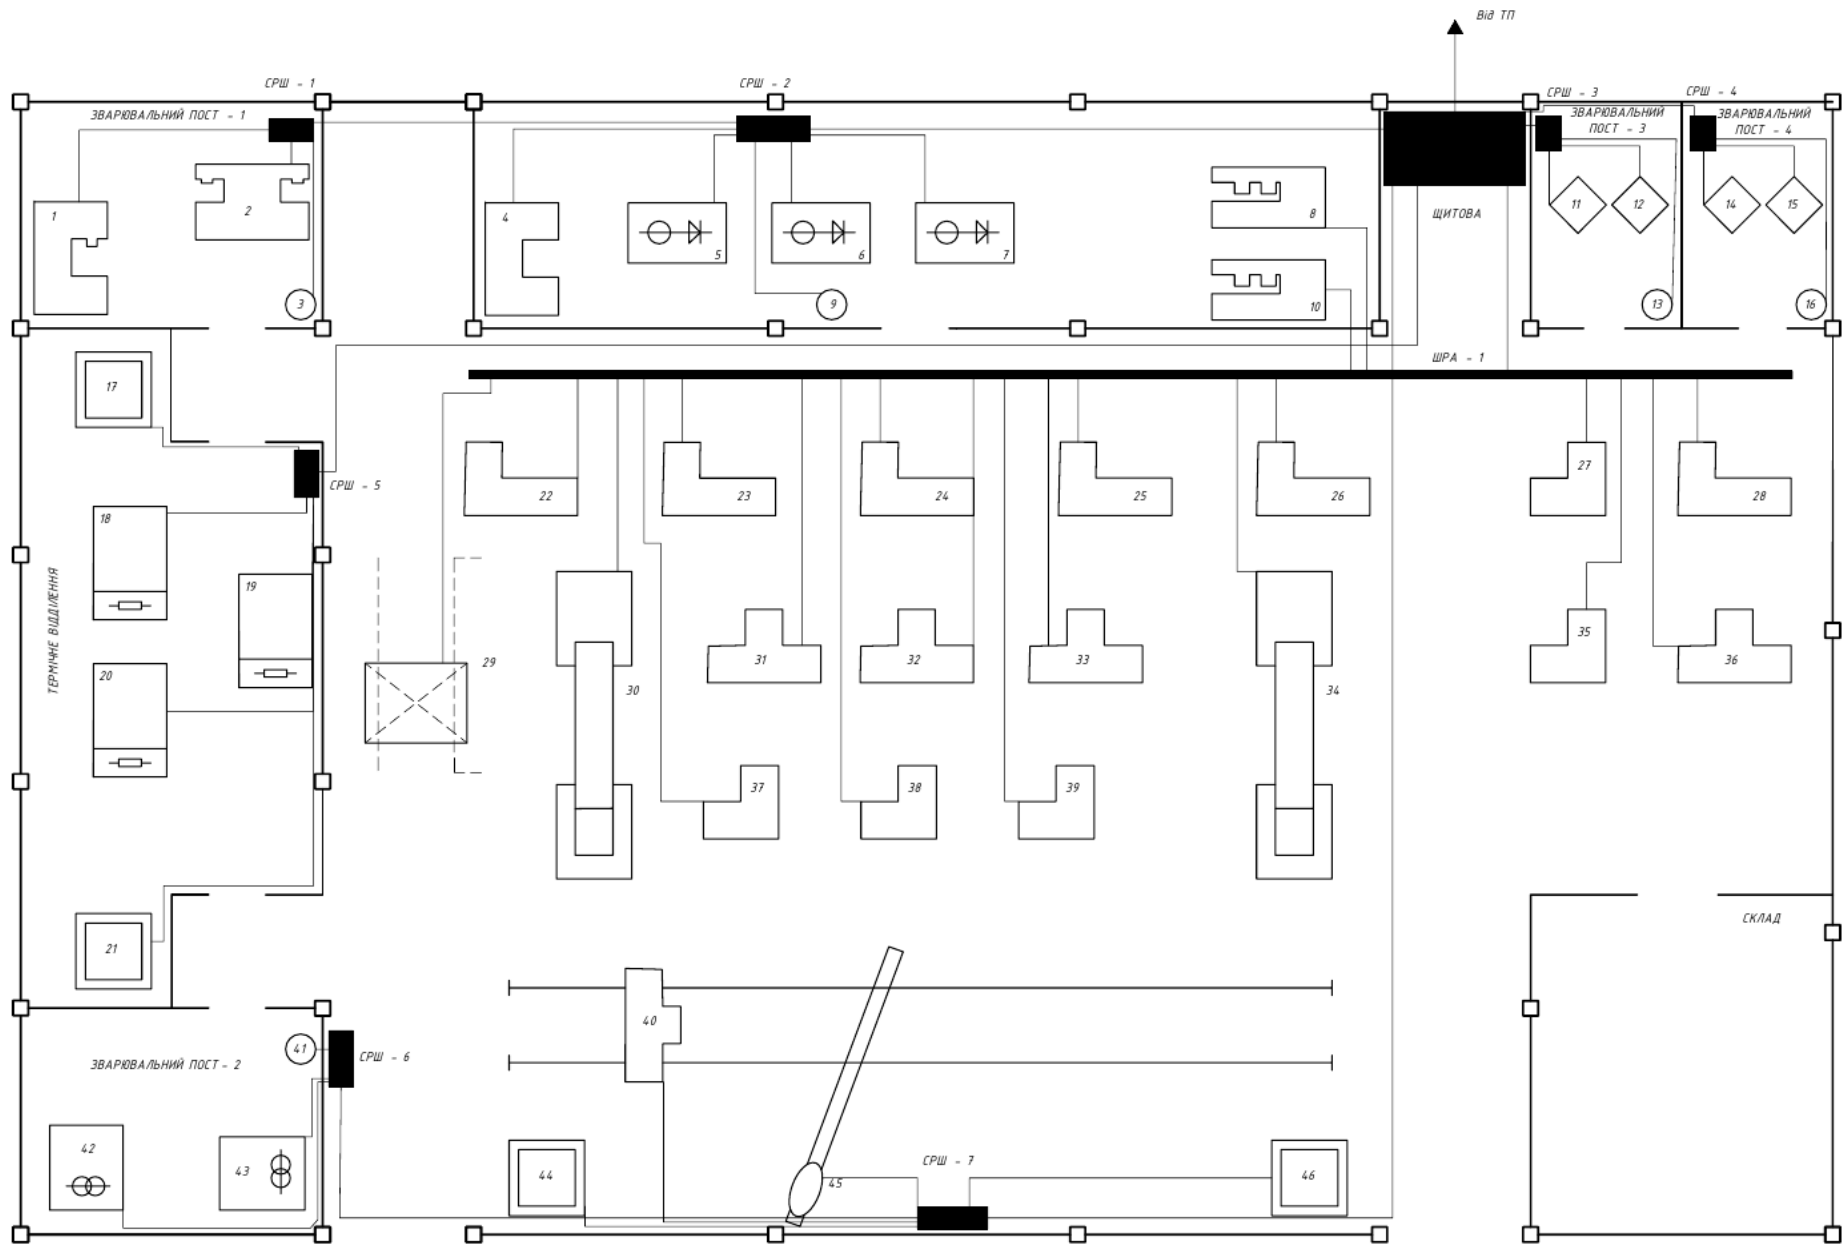 Від ТП
СРШ - 1
СРШ - 2
СРШ - 3
СРШ - 4
ЗВАРЮВАЛЬНИЙ ПОСТ - 1
ЗВАРЮВАЛЬНИЙ
ПОСТ - 3
ЗВАРЮВАЛЬНИЙ
ПОСТ - 4
1
2
3
4
5
6
7
8
9
10
ЩИТОВА
11
12
13
14
15
16
ШРА - 1
17
СРШ - 5
18
19
20
21
ТЕРМІЧНЕ ВІДДІЛЕННЯ
22
23
24
25
26
27
28
29
30
31
32
33
34
35
36
37
38
39
СКЛАД
40
41
СРШ - 6
ЗВАРЮВАЛЬНИЙ ПОСТ - 2
42
43
44
45
СРШ - 7
46